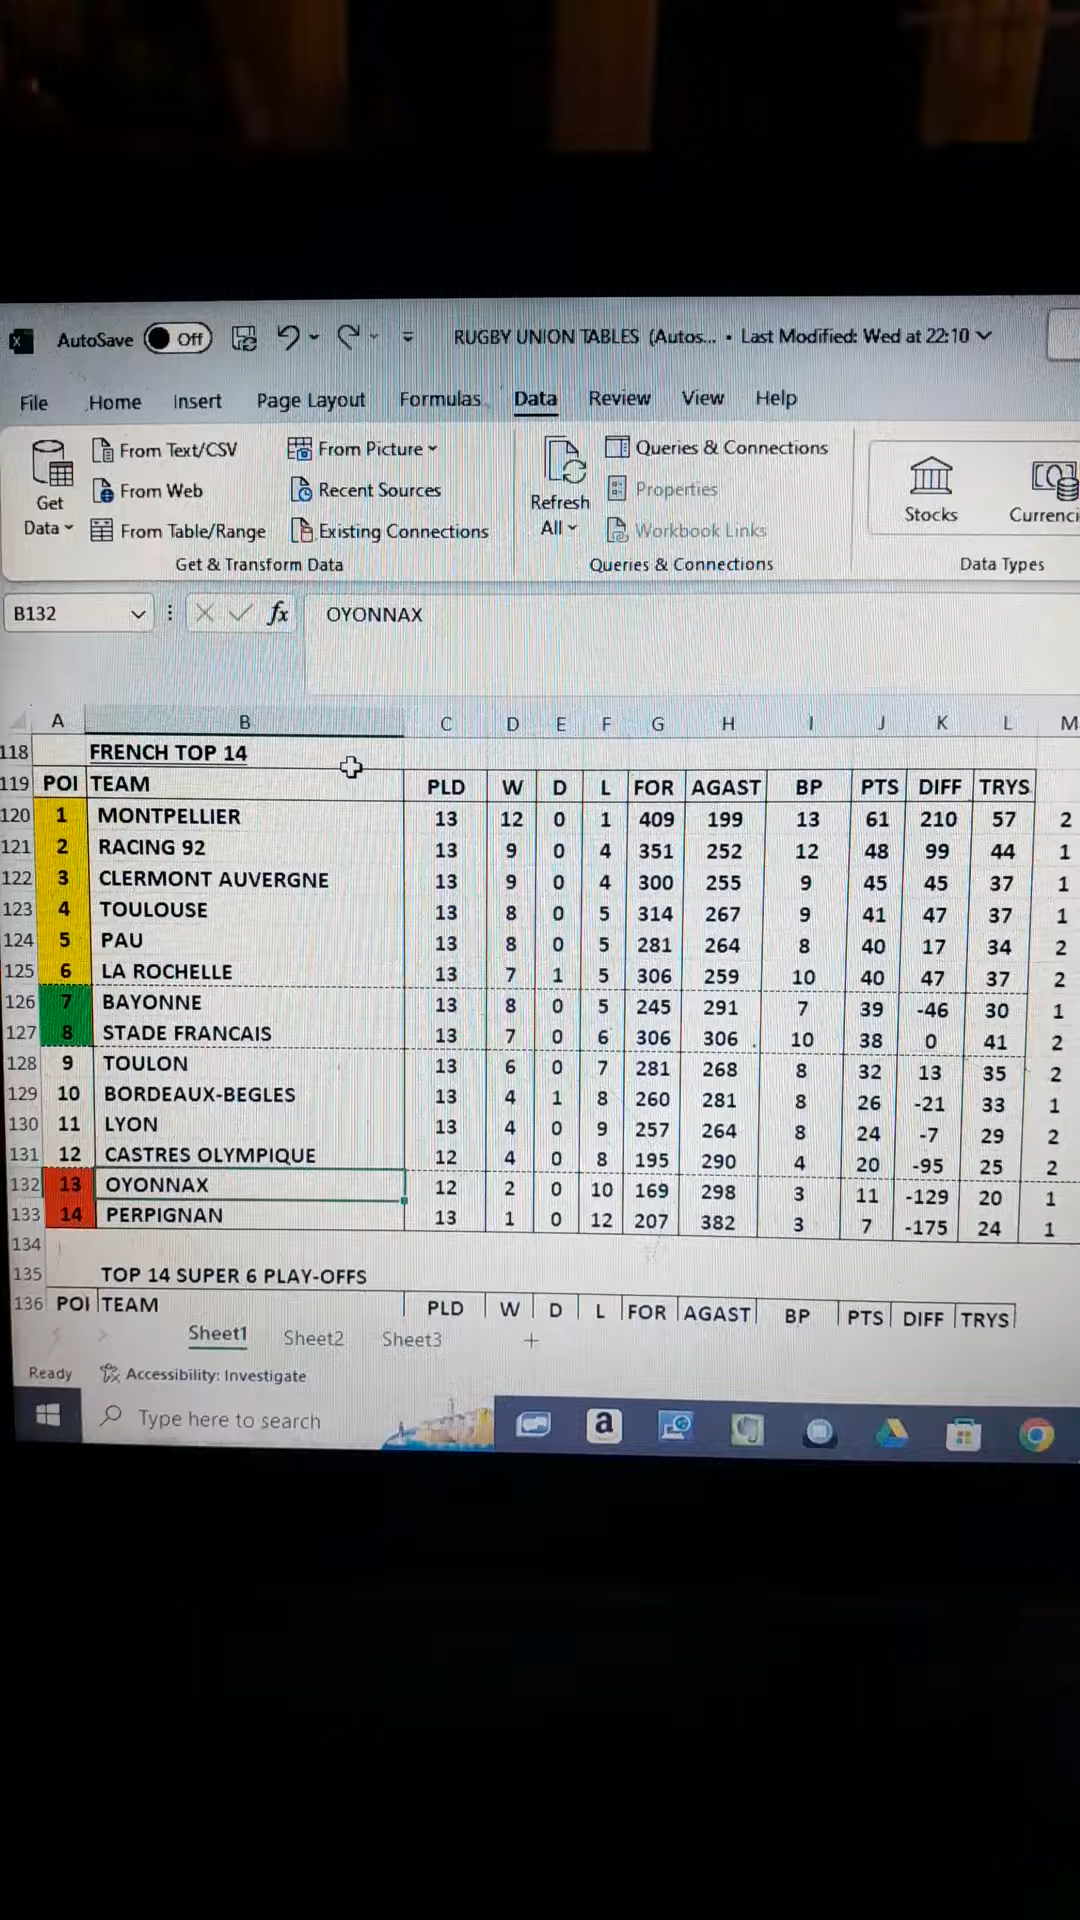 AutoSave Off RUGBY UNION TABLES (Autos... • Last Modified: Wed at 22:10
File Home Insert Page Layout Formulas Data Review View Help
From Text/CSV From Picture Queries & Connections
Get From Web Recent Sources Refresh Properties Stocks Currenci
Data From Table/Range Existing Connections All Workbook Links
Get & Transform Data Queries & Connections Data Types
B132 fx OYONNAX
A B C D E F G H I J K L M
118 FRENCH TOP 14
119 POI TEAM PLD W D L FOR AGAST BP PTS DIFF TRYS
120 1 MONTPELLIER 13 12 0 1 409 199 13 61 210 57 2
121 2 RACING 92 13 9 0 4 351 252 12 48 99 44 1
122 3 CLERMONT AUVERGNE 13 9 0 4 300 255 9 45 45 37 1
123 4 TOULOUSE 13 8 0 5 314 267 9 41 47 37 1
124 5 PAU 13 8 0 5 281 264 8 40 17 34 2
125 6 LA ROCHELLE 13 7 1 5 306 259 10 40 47 37 2
126 7 BAYONNE 13 8 0 5 245 291 7 39 -46 30 1
127 8 STADE FRANCAIS 13 7 0 6 306 306 10 38 0 41 2
128 9 TOULON 13 6 0 7 281 268 8 32 13 35 2
129 10 BORDEAUX-BEGLES 13 4 1 8 260 281 8 26 -21 33 1
130 11 LYON 13 4 0 9 257 264 8 24 -7 29 2
131 12 CASTRES OLYMPIQUE 12 4 0 8 195 290 4 20 -95 25 2
132 13 OYONNAX 12 2 0 10 169 298 3 11 -129 20 1
133 14 PERPIGNAN 13 1 0 12 207 382 3 7 -175 24 1
134
135 TOP 14 SUPER 6 PLAY-OFFS
136 POI TEAM PLD W D L FOR AGAST BP PTS DIFF TRYS
Sheet1 Sheet2 Sheet3 +
Ready Accessibility: Investigate
Type here to search a